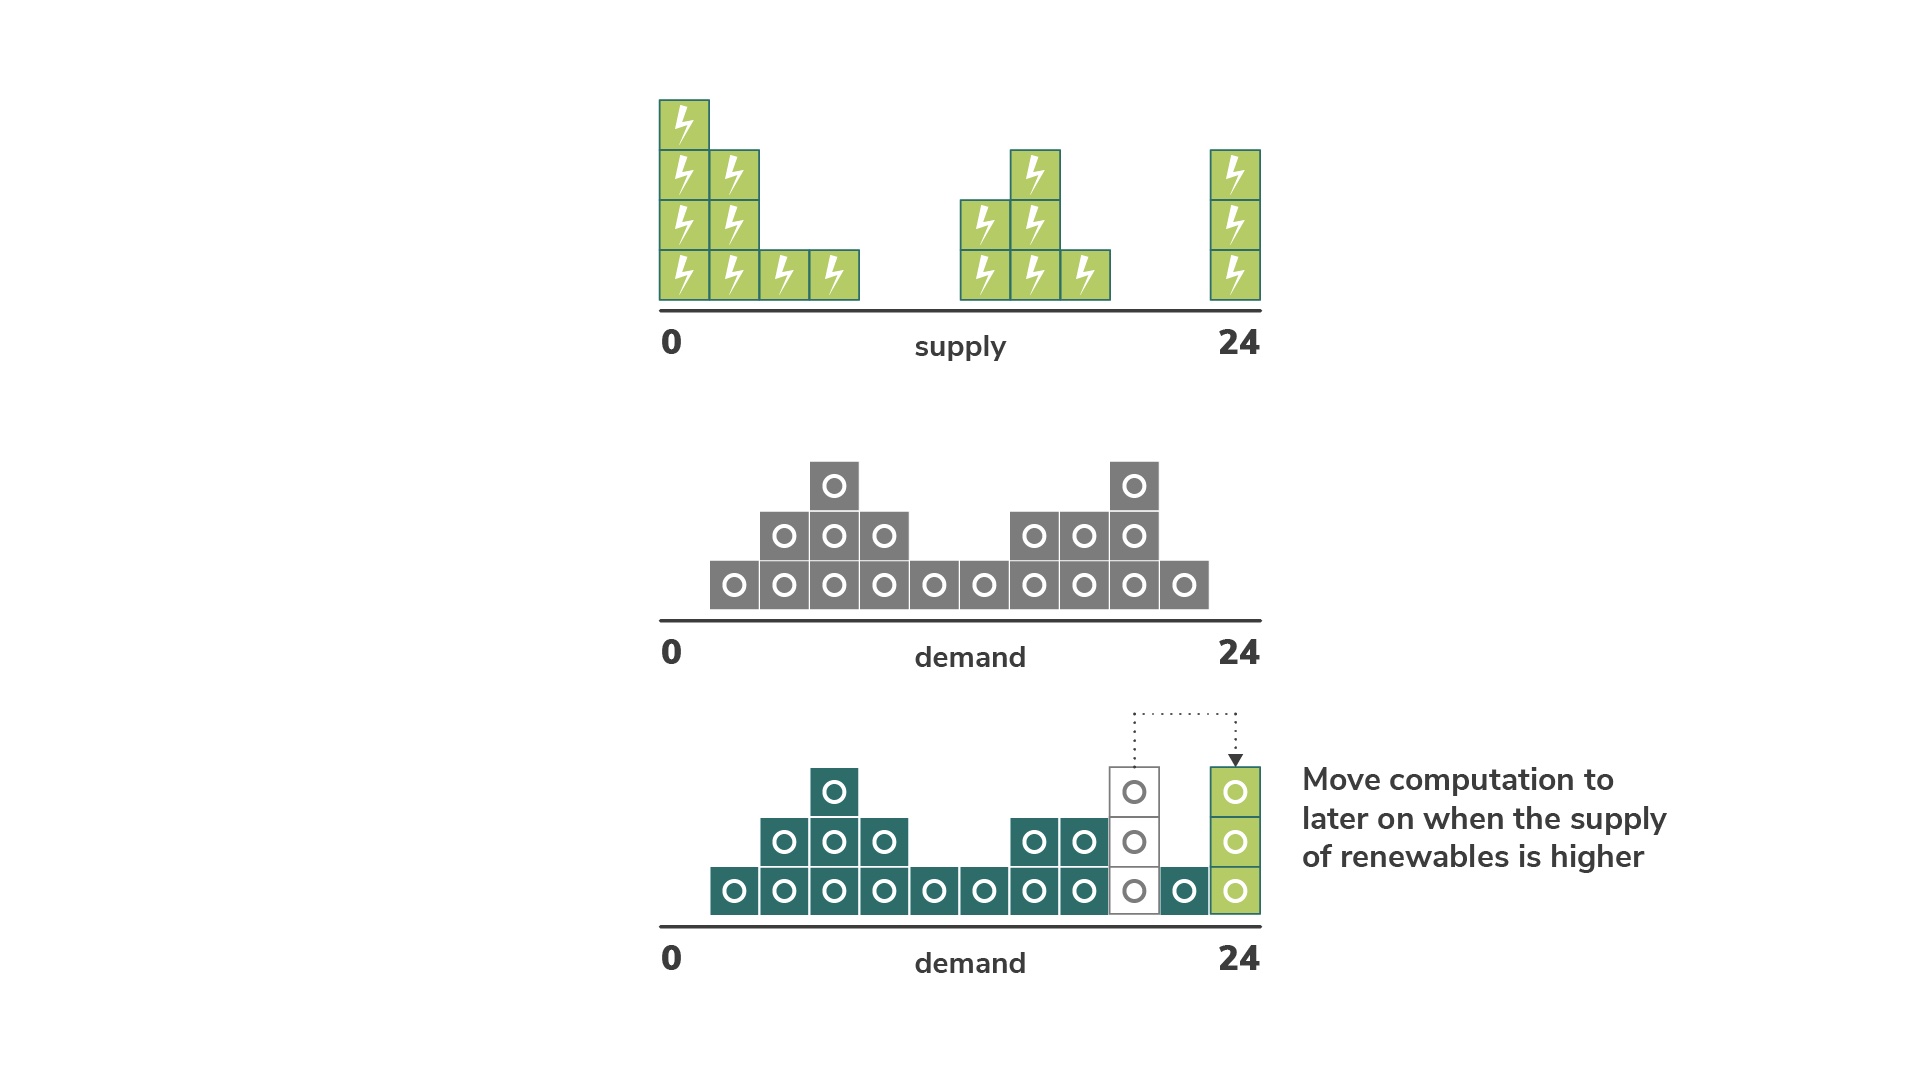 0 supply 24
0 demand 24
Move computation to
later on when the supply
of renewables is higher
0 demand 24